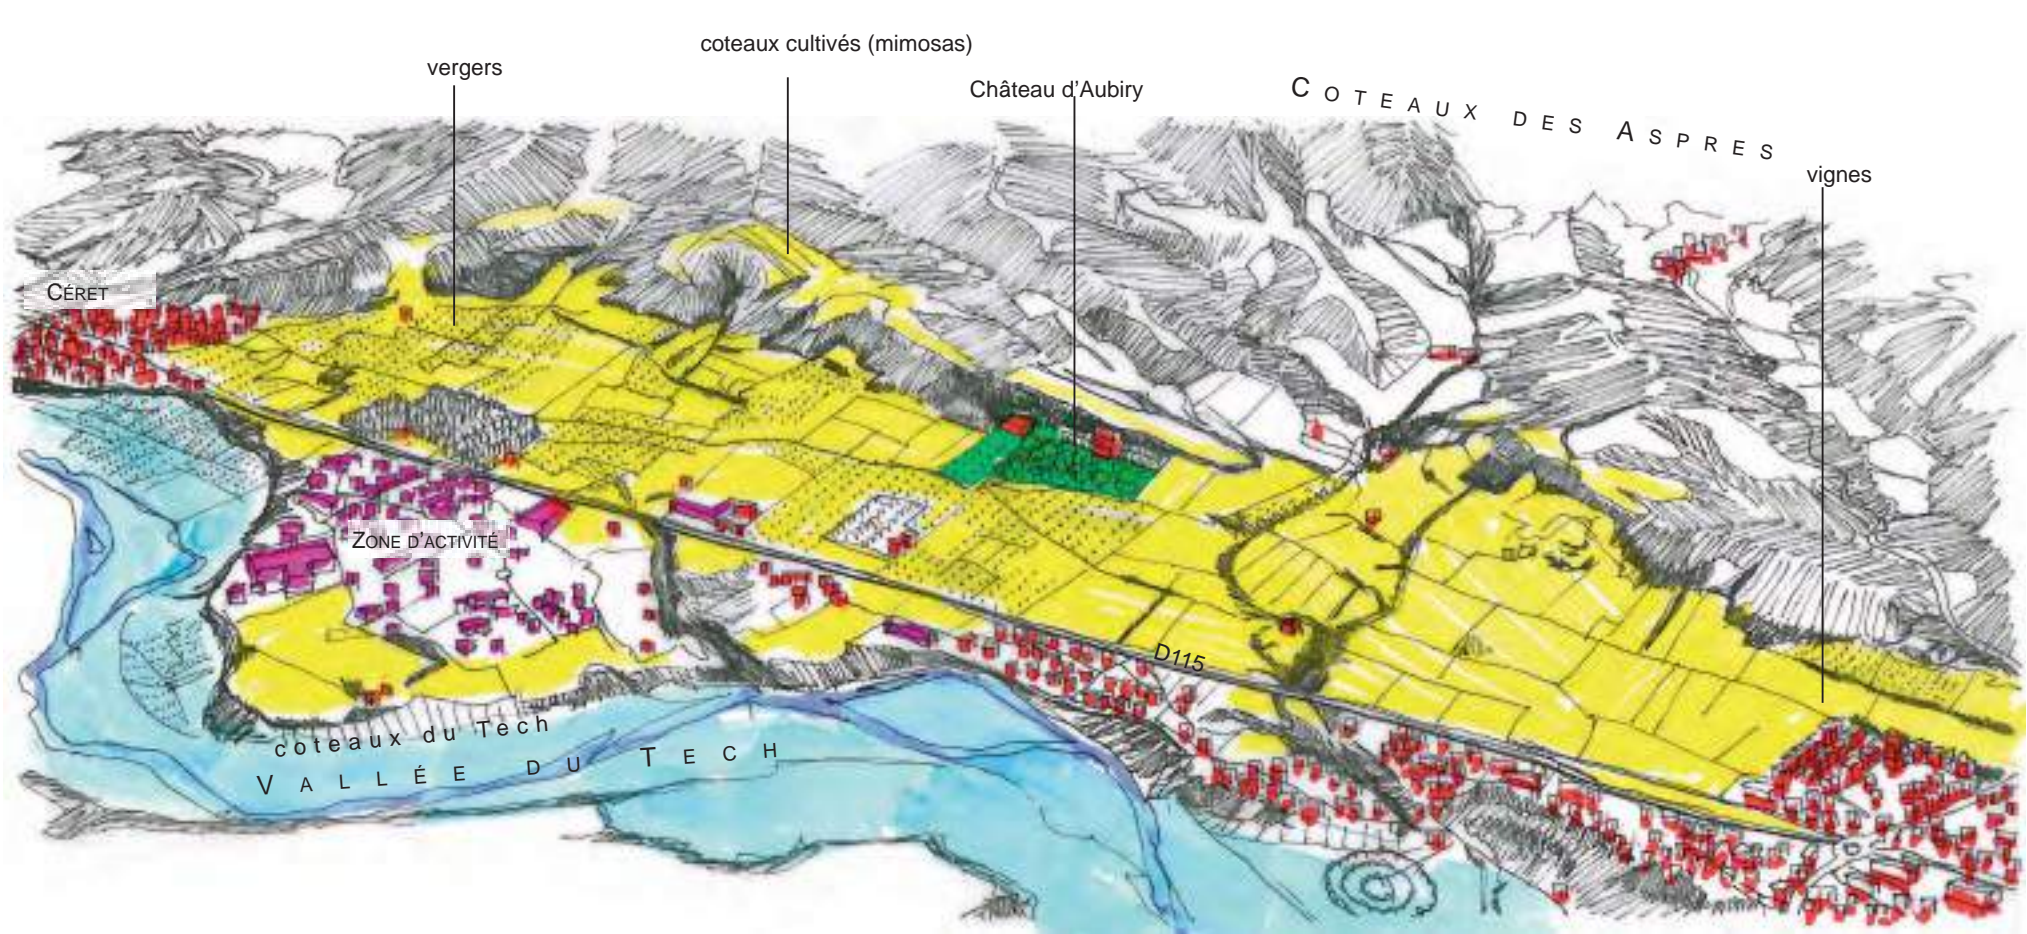 coteaux cultivés (mimosas)
vergers
Château d'Aubiry
COTEAUX DES ASPRES
vignes
CÉRET
ZONE D'ACTIVITÉ
D115
coteaux du Tech
VALLÉE DU TECH